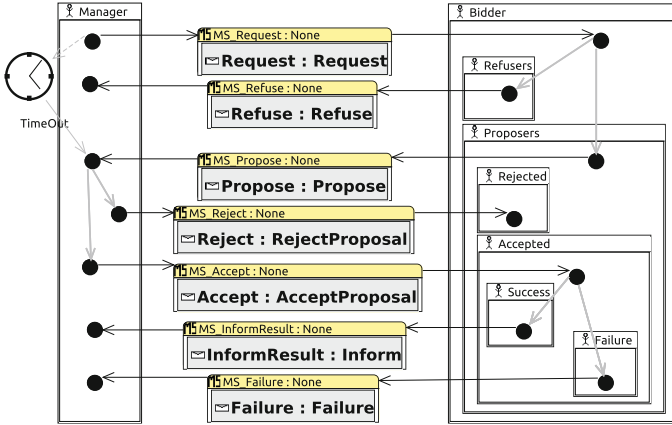 Manager
Bidder
MS_Request : None
Request : Request
Refusers
MS_Refuse : None
Refuse : Refuse
TimeOut
Proposers
MS_Propose : None
Propose : Propose
Rejected
MS_Reject : None
Reject : RejectProposal
Accepted
MS_Accept : None
Accept : AcceptProposal
Success
MS_InformResult : None
InformResult : Inform
Failure
MS_Failure : None
Failure : Failure